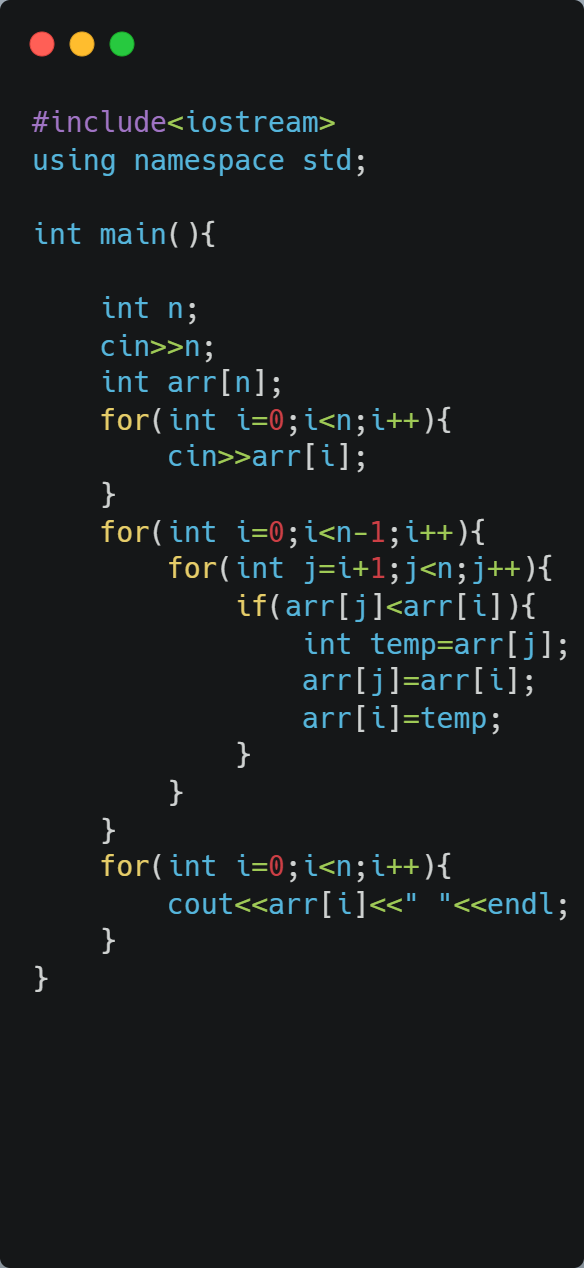 #include<iostream>
using namespace std;

int main(){

    int n;
    cin>>n;
    int arr[n];
    for(int i=0;i<n;i++){
        cin>>arr[i];
    }
    for(int i=0;i<n-1;i++){
        for(int j=i+1;j<n;j++){
            if(arr[j]<arr[i]){
                int temp=arr[j];
                arr[j]=arr[i];
                arr[i]=temp;
            }
        }
    }
    for(int i=0;i<n;i++){
        cout<<arr[i]<<" "<<endl;
    }
}